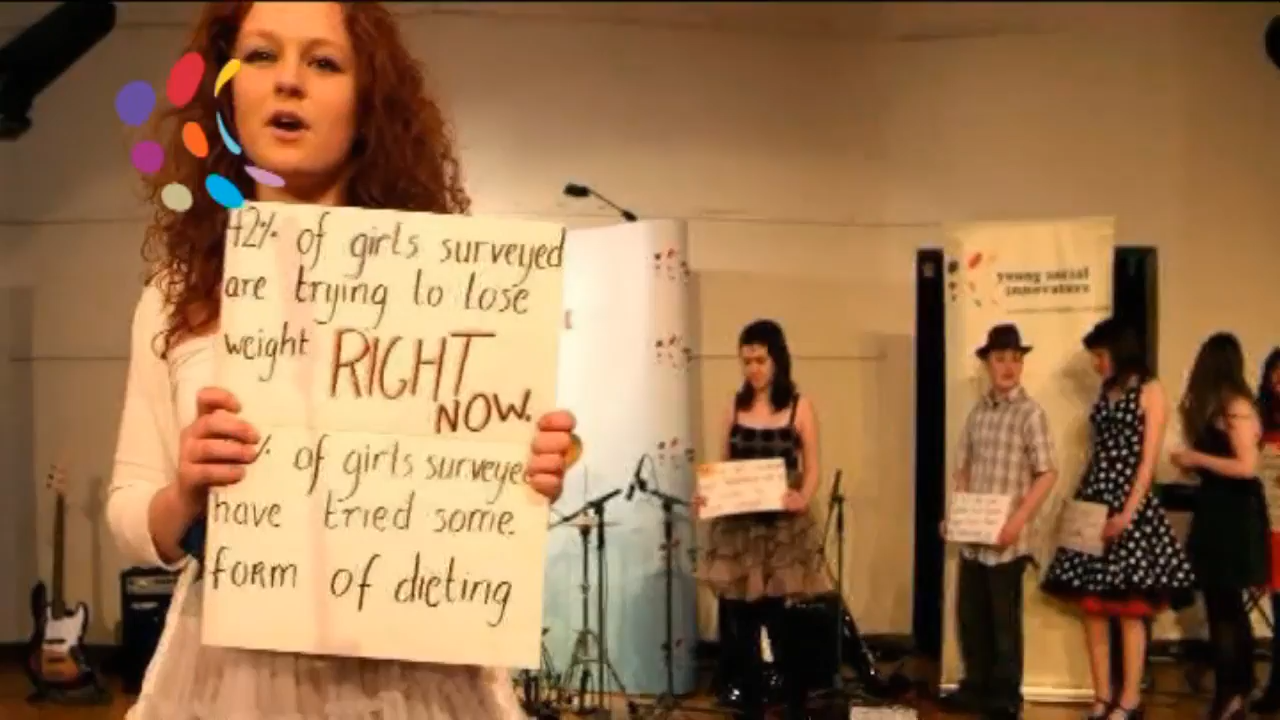 42% of girls surveyed
are trying to lose
weight RIGHT
NOW.
% of girls surveyed
have tried some
form of dieting
young social
innovators